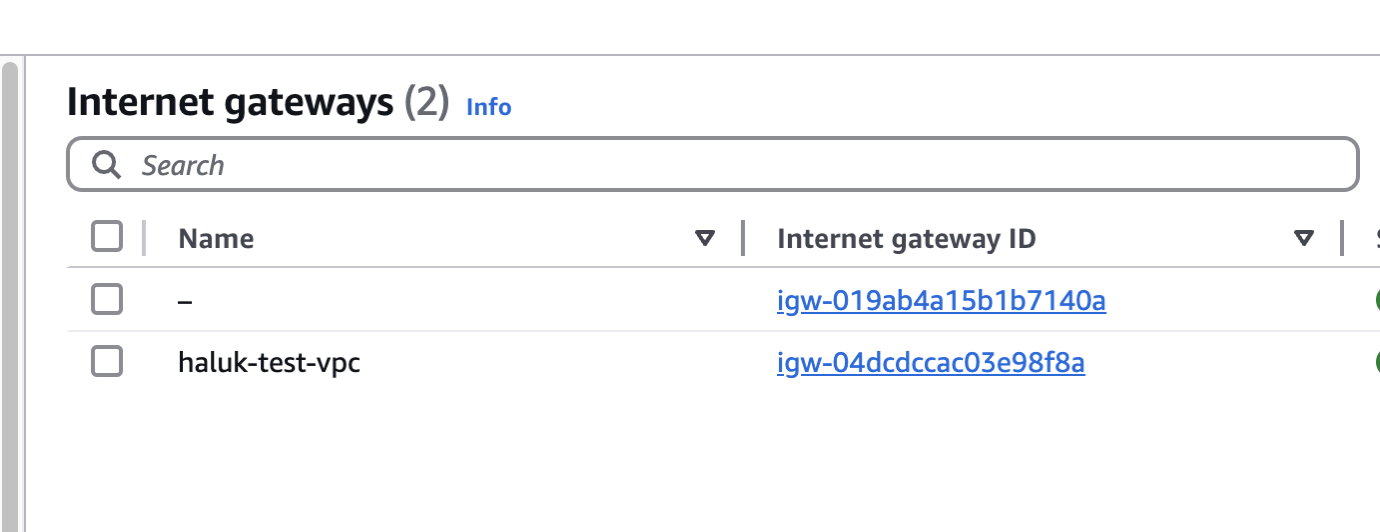 Internet gateways (2) Info
Search
Name Internet gateway ID
– igw-019ab4a15b1b7140a
haluk-test-vpc igw-04dcdccac03e98f8a